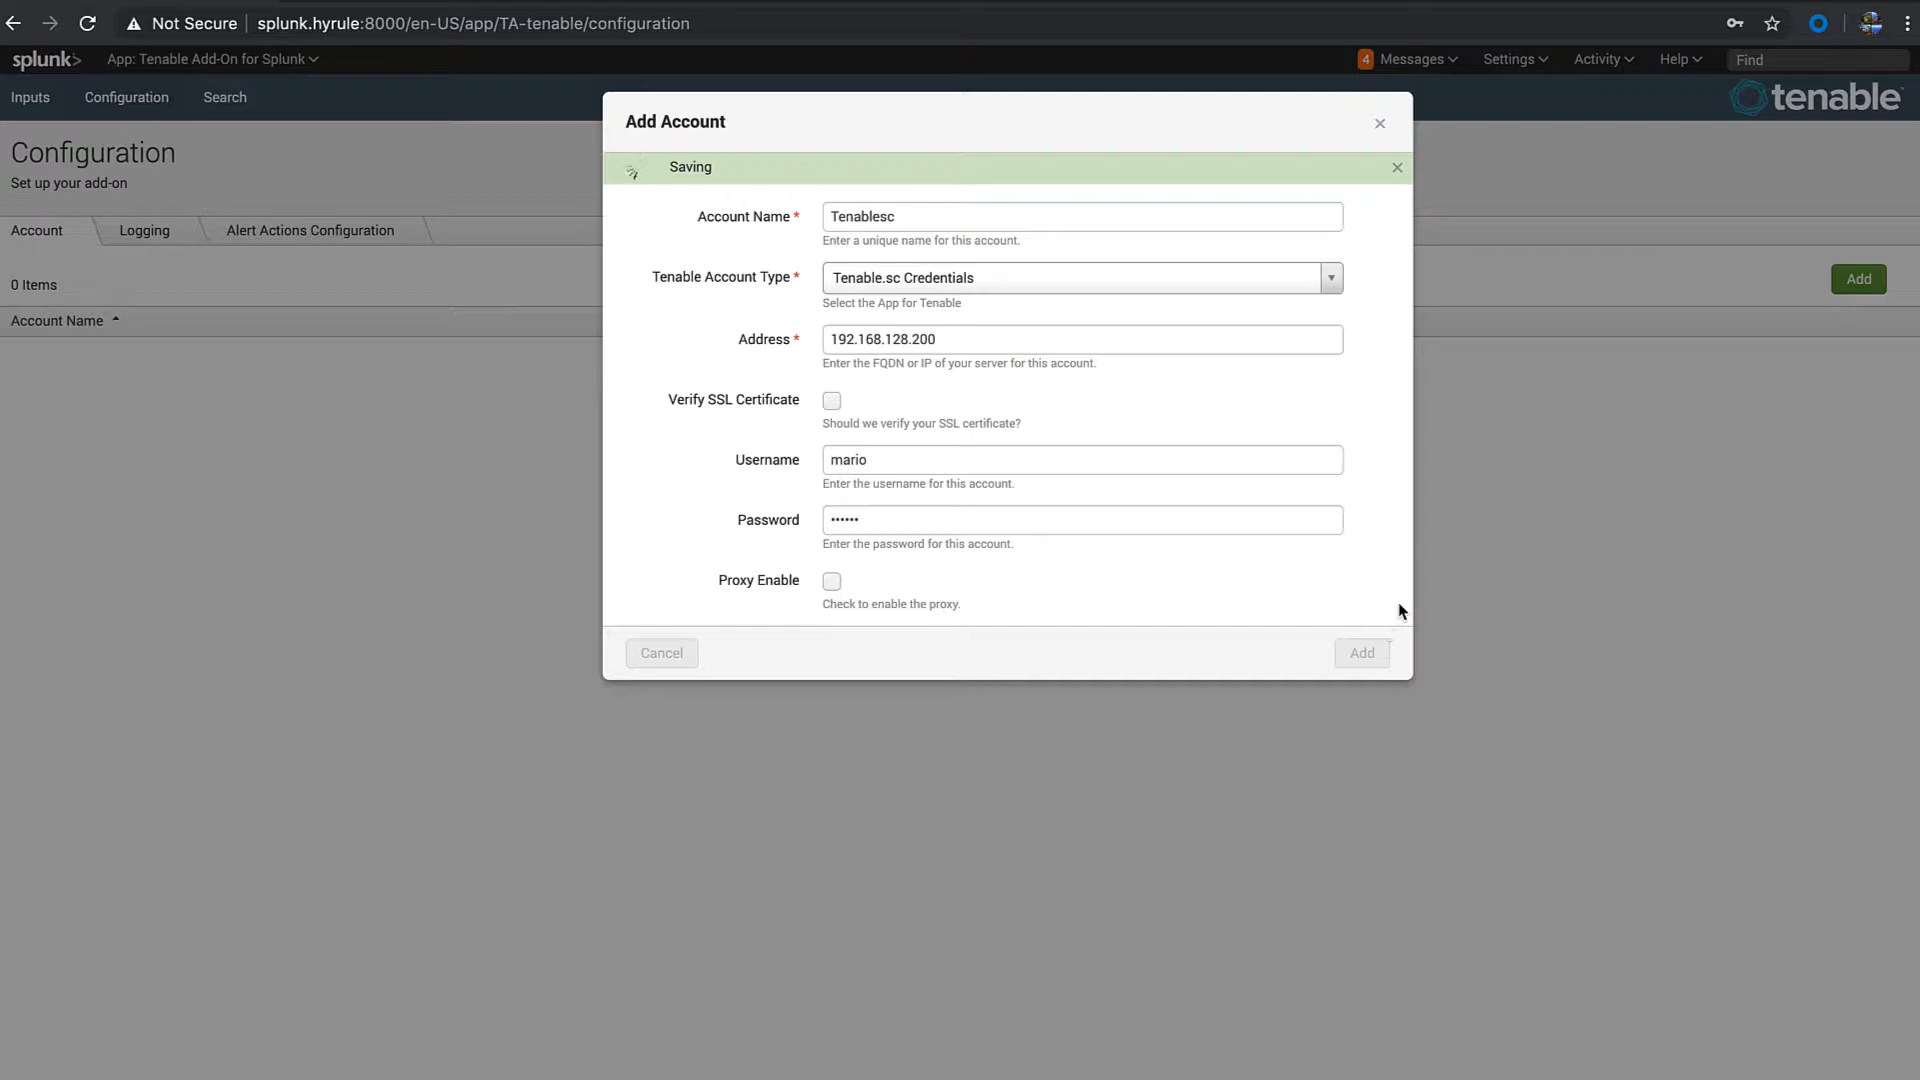 Not Secure splunk.hyrule:8000/en-US/app/TA-tenable/configuration
splunk> App: Tenable Add-On for Splunk 4 Messages Settings Activity Help Find
Inputs Configuration Search tenable
Configuration
Set up your add-on
Account Logging Alert Actions Configuration
0 Items Add
Account Name
Add Account
Saving
Account Name * Tenablesc
Enter a unique name for this account.
Tenable Account Type * Tenable.sc Credentials
Select the App for Tenable
Address * 192.168.128.200
Enter the FQDN or IP of your server for this account.
Verify SSL Certificate
Should we verify your SSL certificate?
Username mario
Enter the username for this account.
Password ••••••
Enter the password for this account.
Proxy Enable
Check to enable the proxy.
Cancel Add